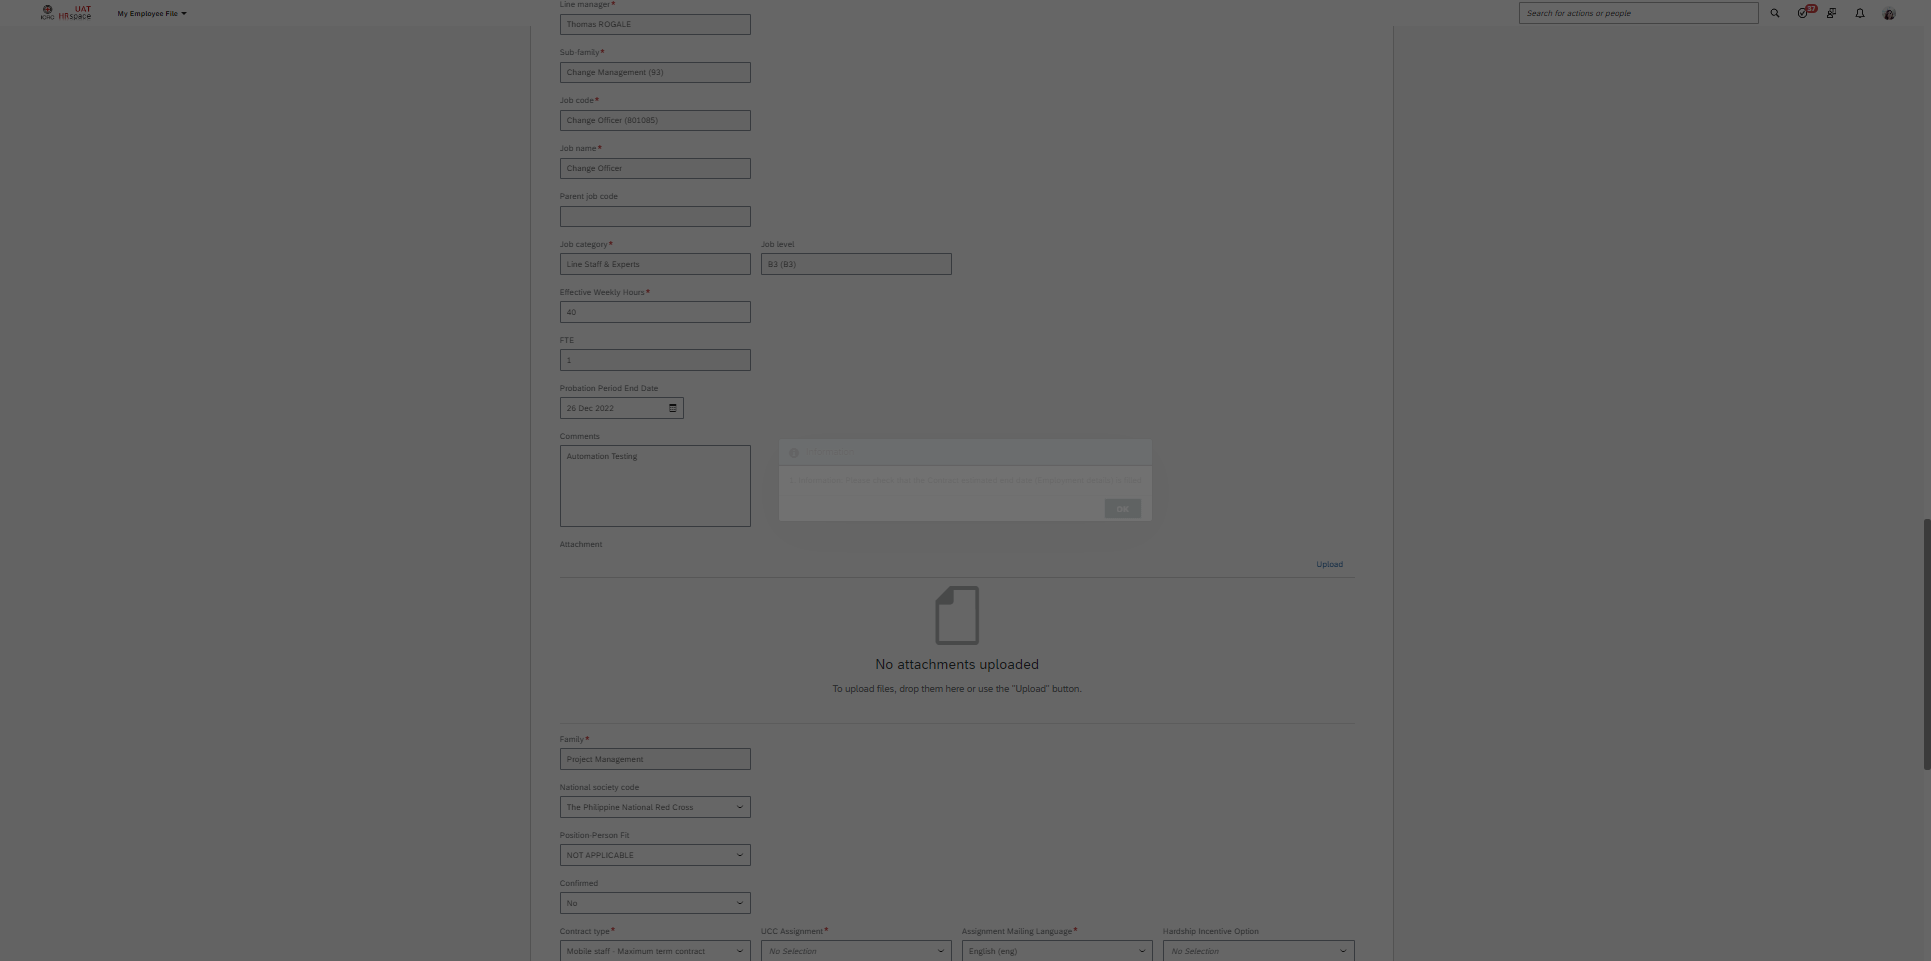 ICRC
UAT
HRspace
My Employee File
Search for actions or people
37
Line manager*
Thomas ROGALE
Sub-family*
Change Management (93)
Job code*
Change Officer (801085)
Job name*
Change Officer
Parent job code
Job category*
Job level
Line Staff & Experts
B3 (B3)
Effective Weekly Hours*
40
FTE
1
Probation Period End Date
26 Dec 2022
Comments
Automation Testing
Information
OK
Attachment
Upload
No attachments uploaded
To upload files, drop them here or use the "Upload" button.
Family*
Project Management
National society code
The Philippine National Red Cross
Position-Person Fit
NOT APPLICABLE
Confirmed
No
Contract type*
UCC Assignment*
Assignment Mailing Language*
Hardship Incentive Option
Mobile staff - Maximum term contract
No Selection
English (eng)
No Selection